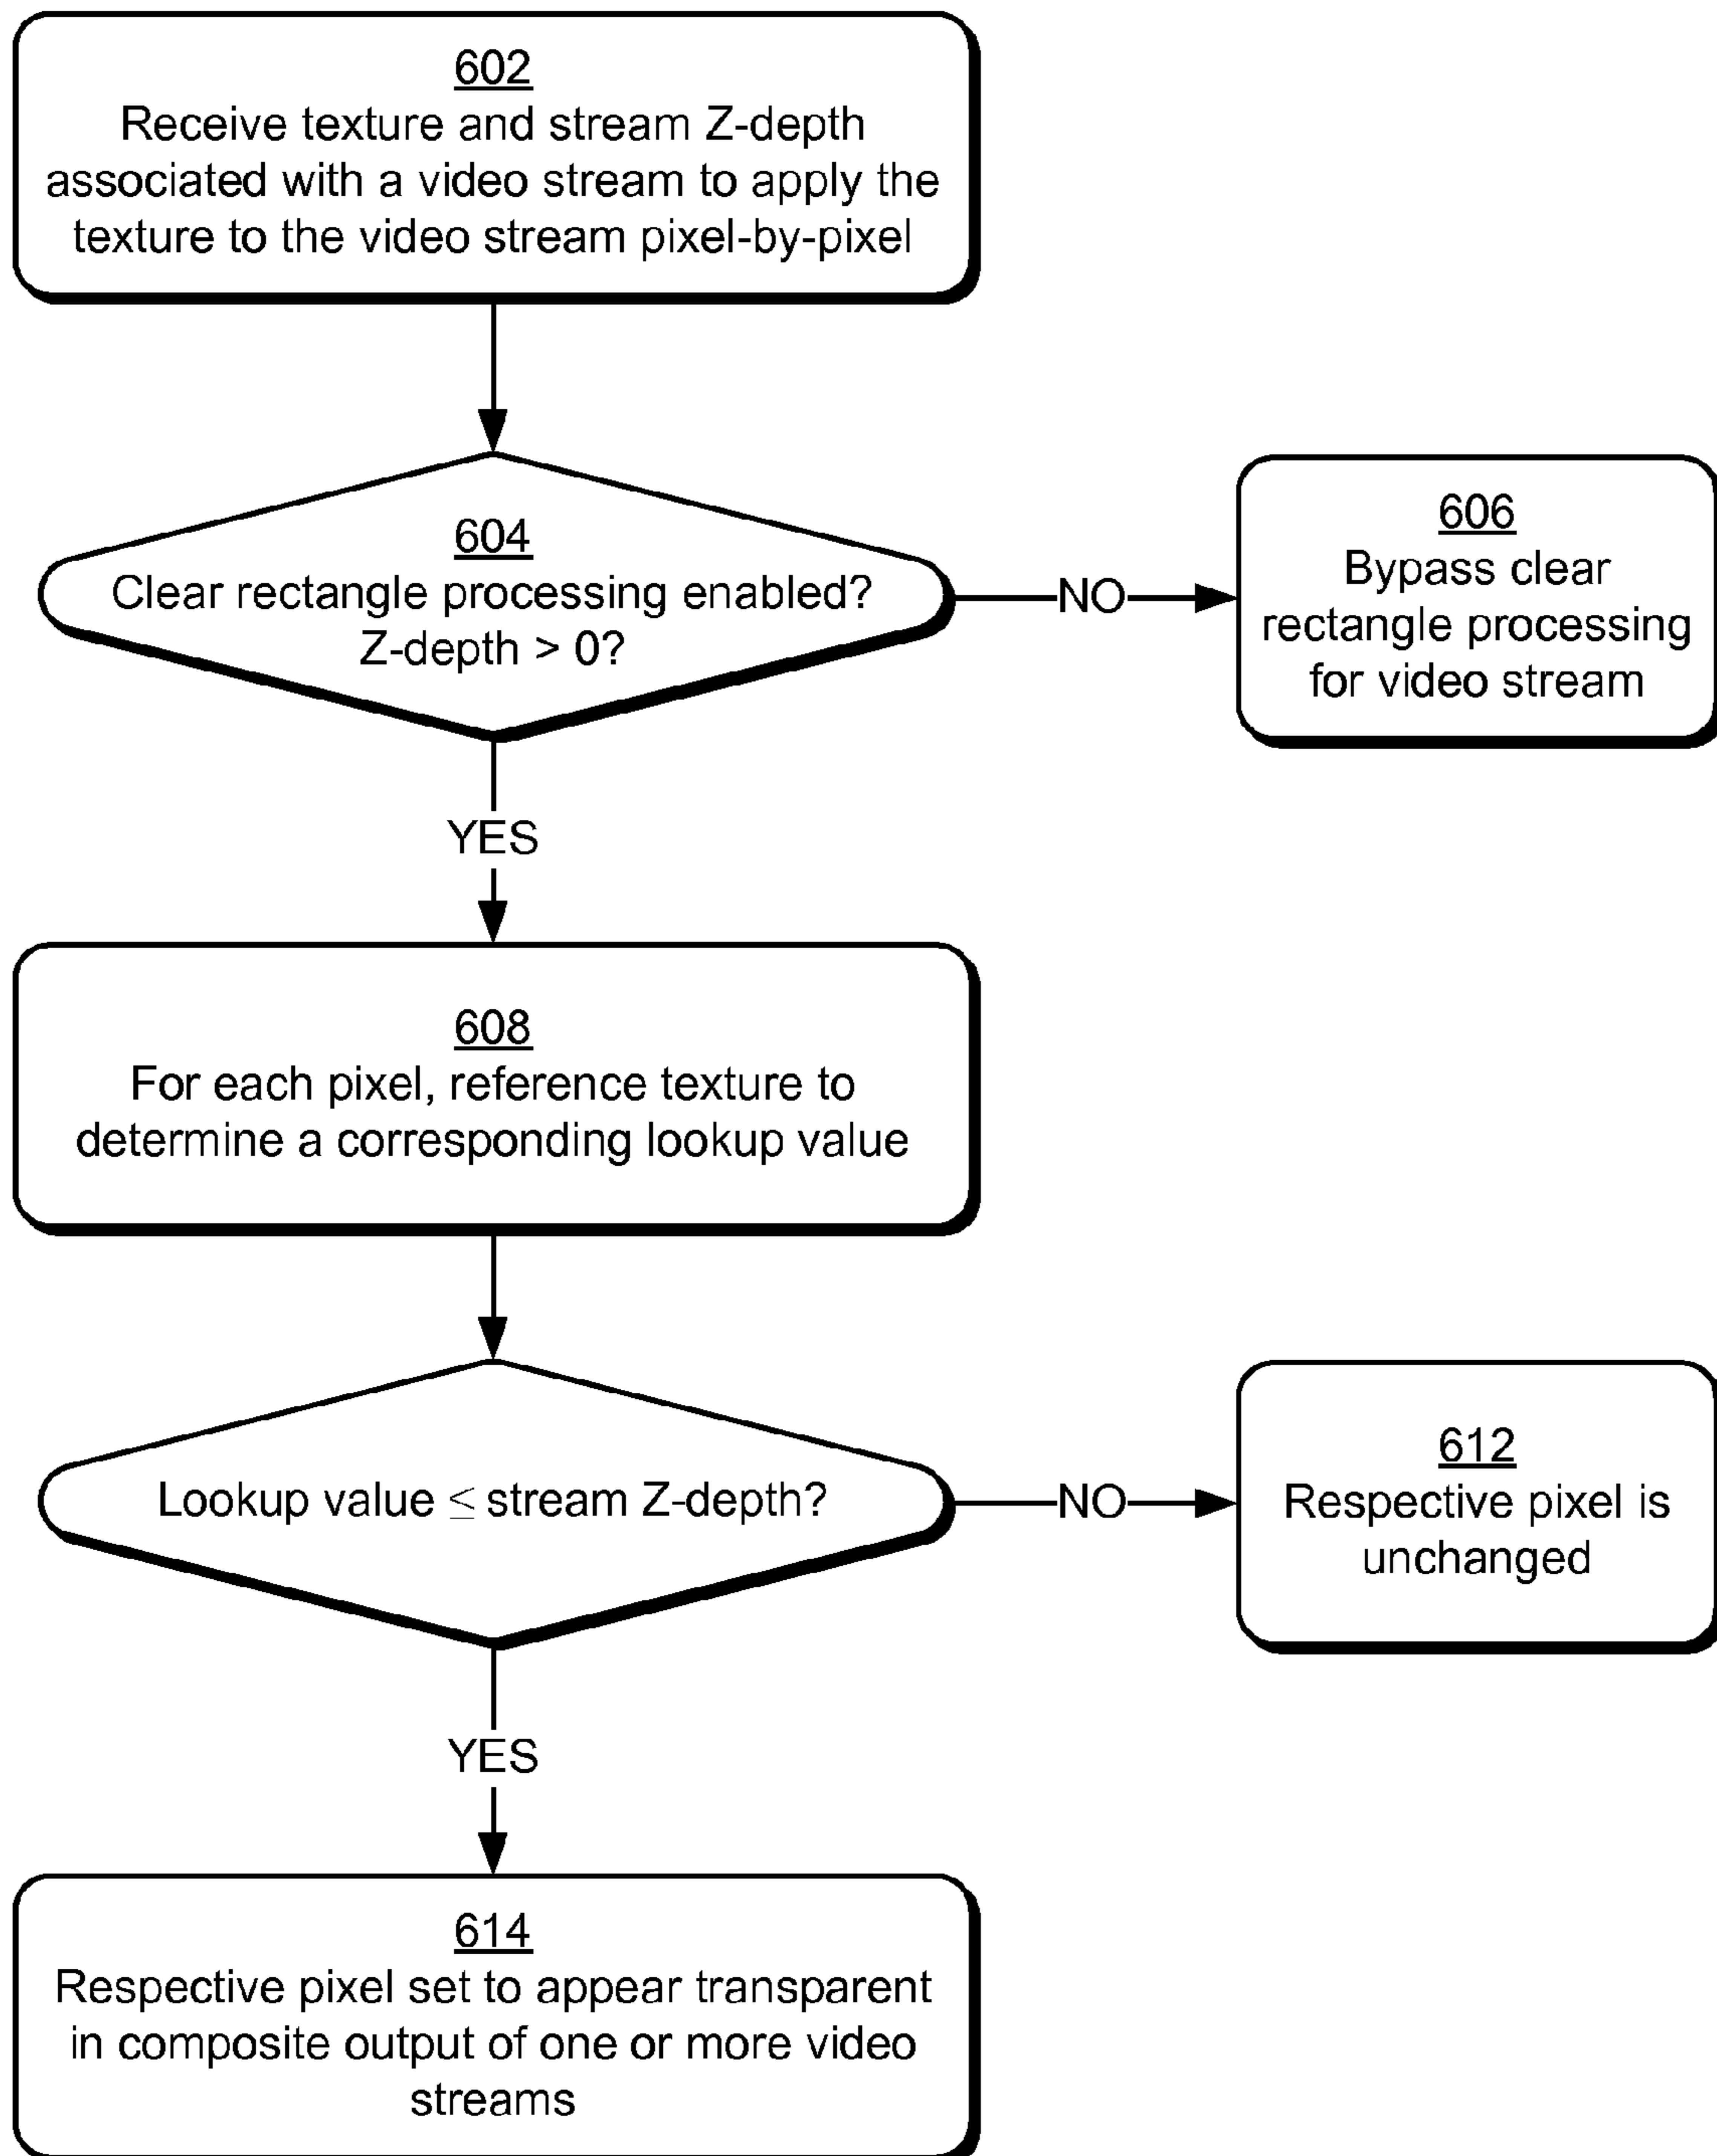 602
Receive texture and stream Z-depth
associated with a video stream to apply the
texture to the video stream pixel-by-pixel
604
Clear rectangle processing enabled?
Z-depth > 0?
NO
606
Bypass clear
rectangle processing
for video stream
YES
608
For each pixel, reference texture to
determine a corresponding lookup value
Lookup value ≤ stream Z-depth?
NO
612
Respective pixel is
unchanged
YES
614
Respective pixel set to appear transparent
in composite output of one or more video
streams